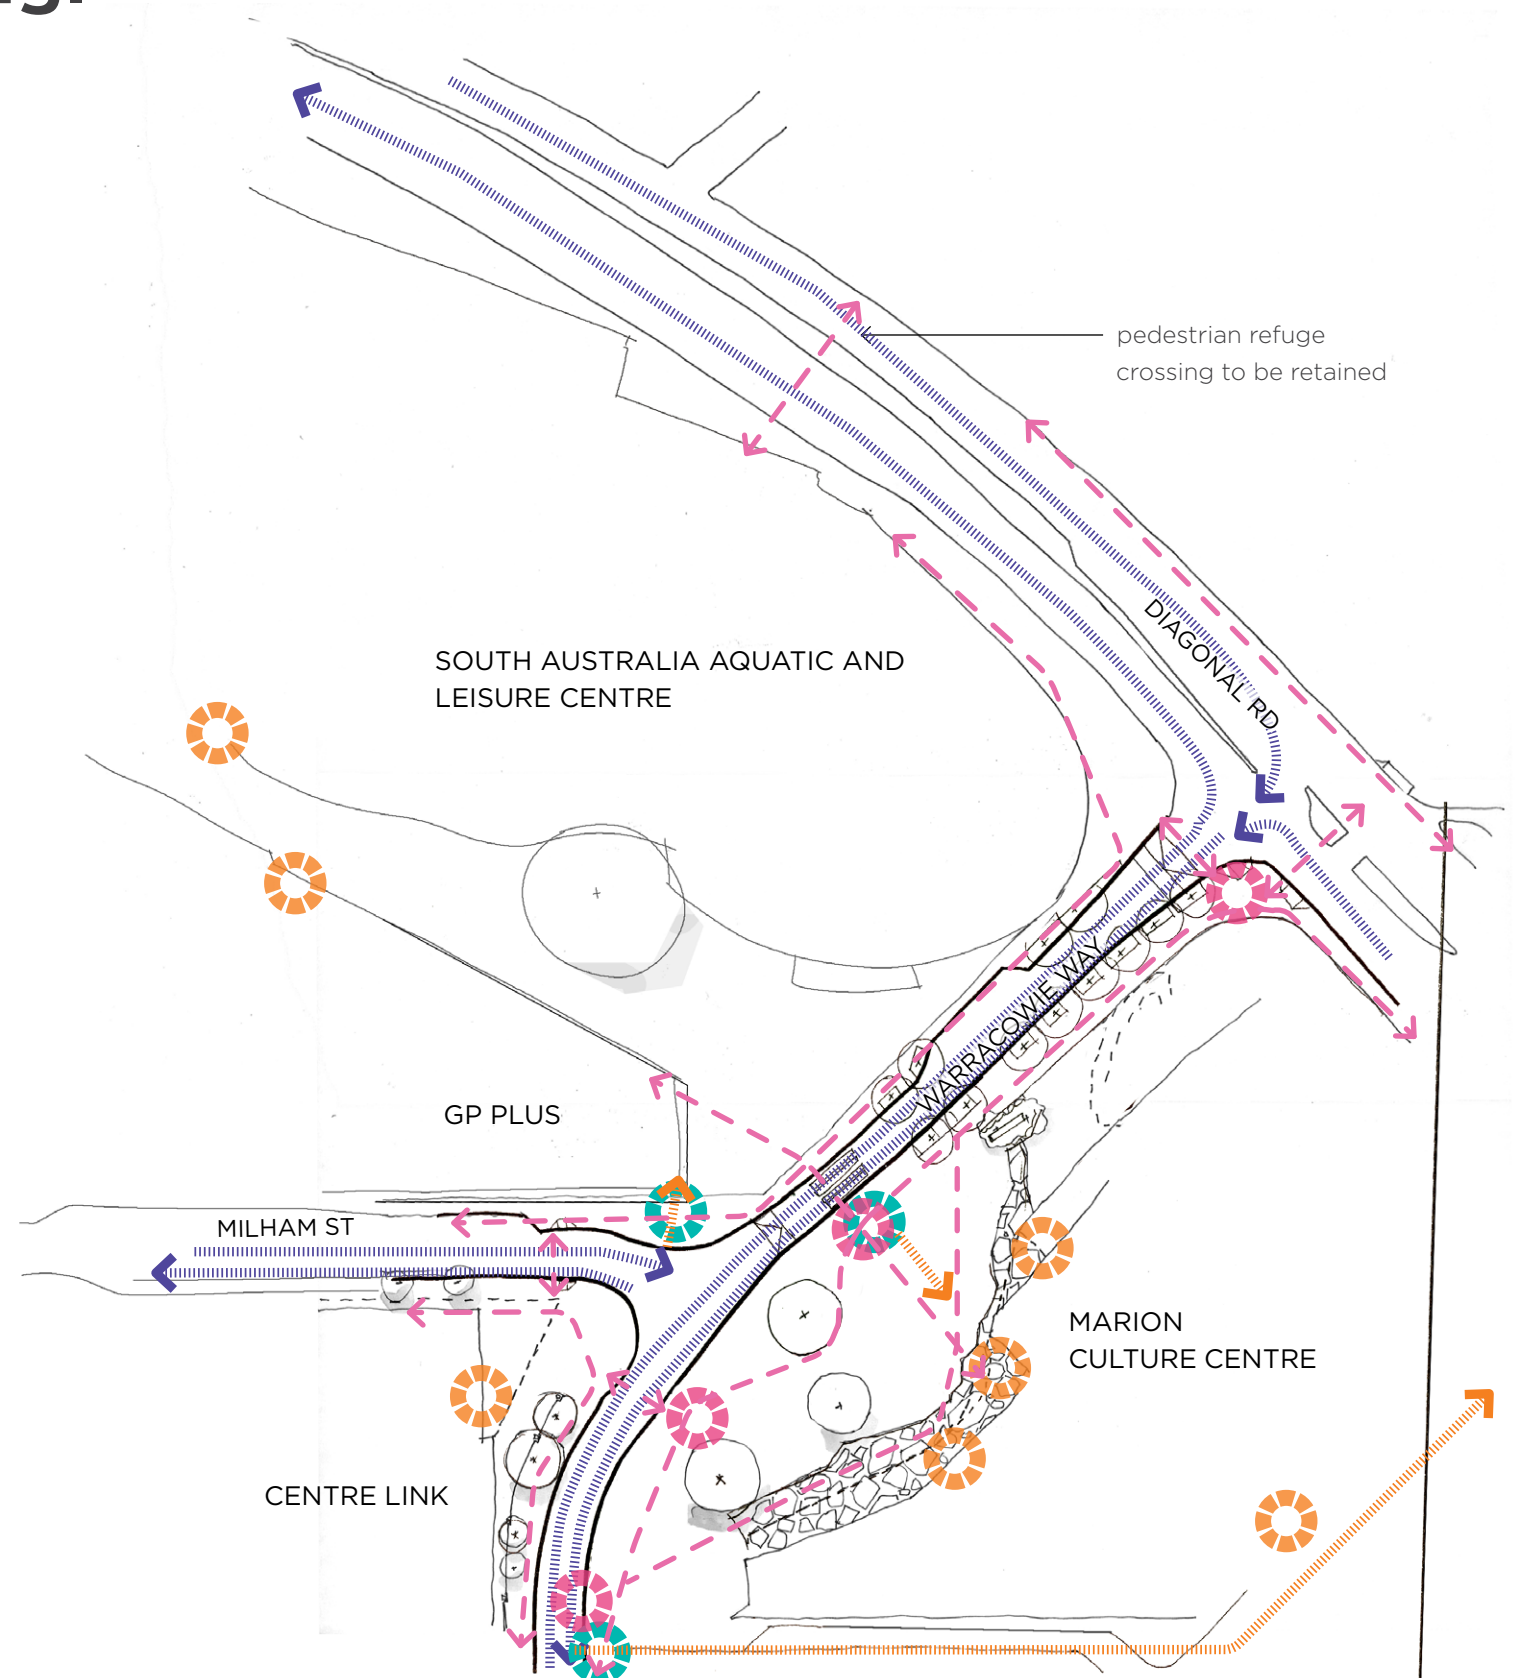 pedestrian refuge
crossing to be retained
DIAGONAL RD
SOUTH AUSTRALIA AQUATIC AND
LEISURE CENTRE
WARRACOWIE WAY
GP PLUS
MILHAM ST
MARION
CULTURE CENTRE
CENTRE LINK